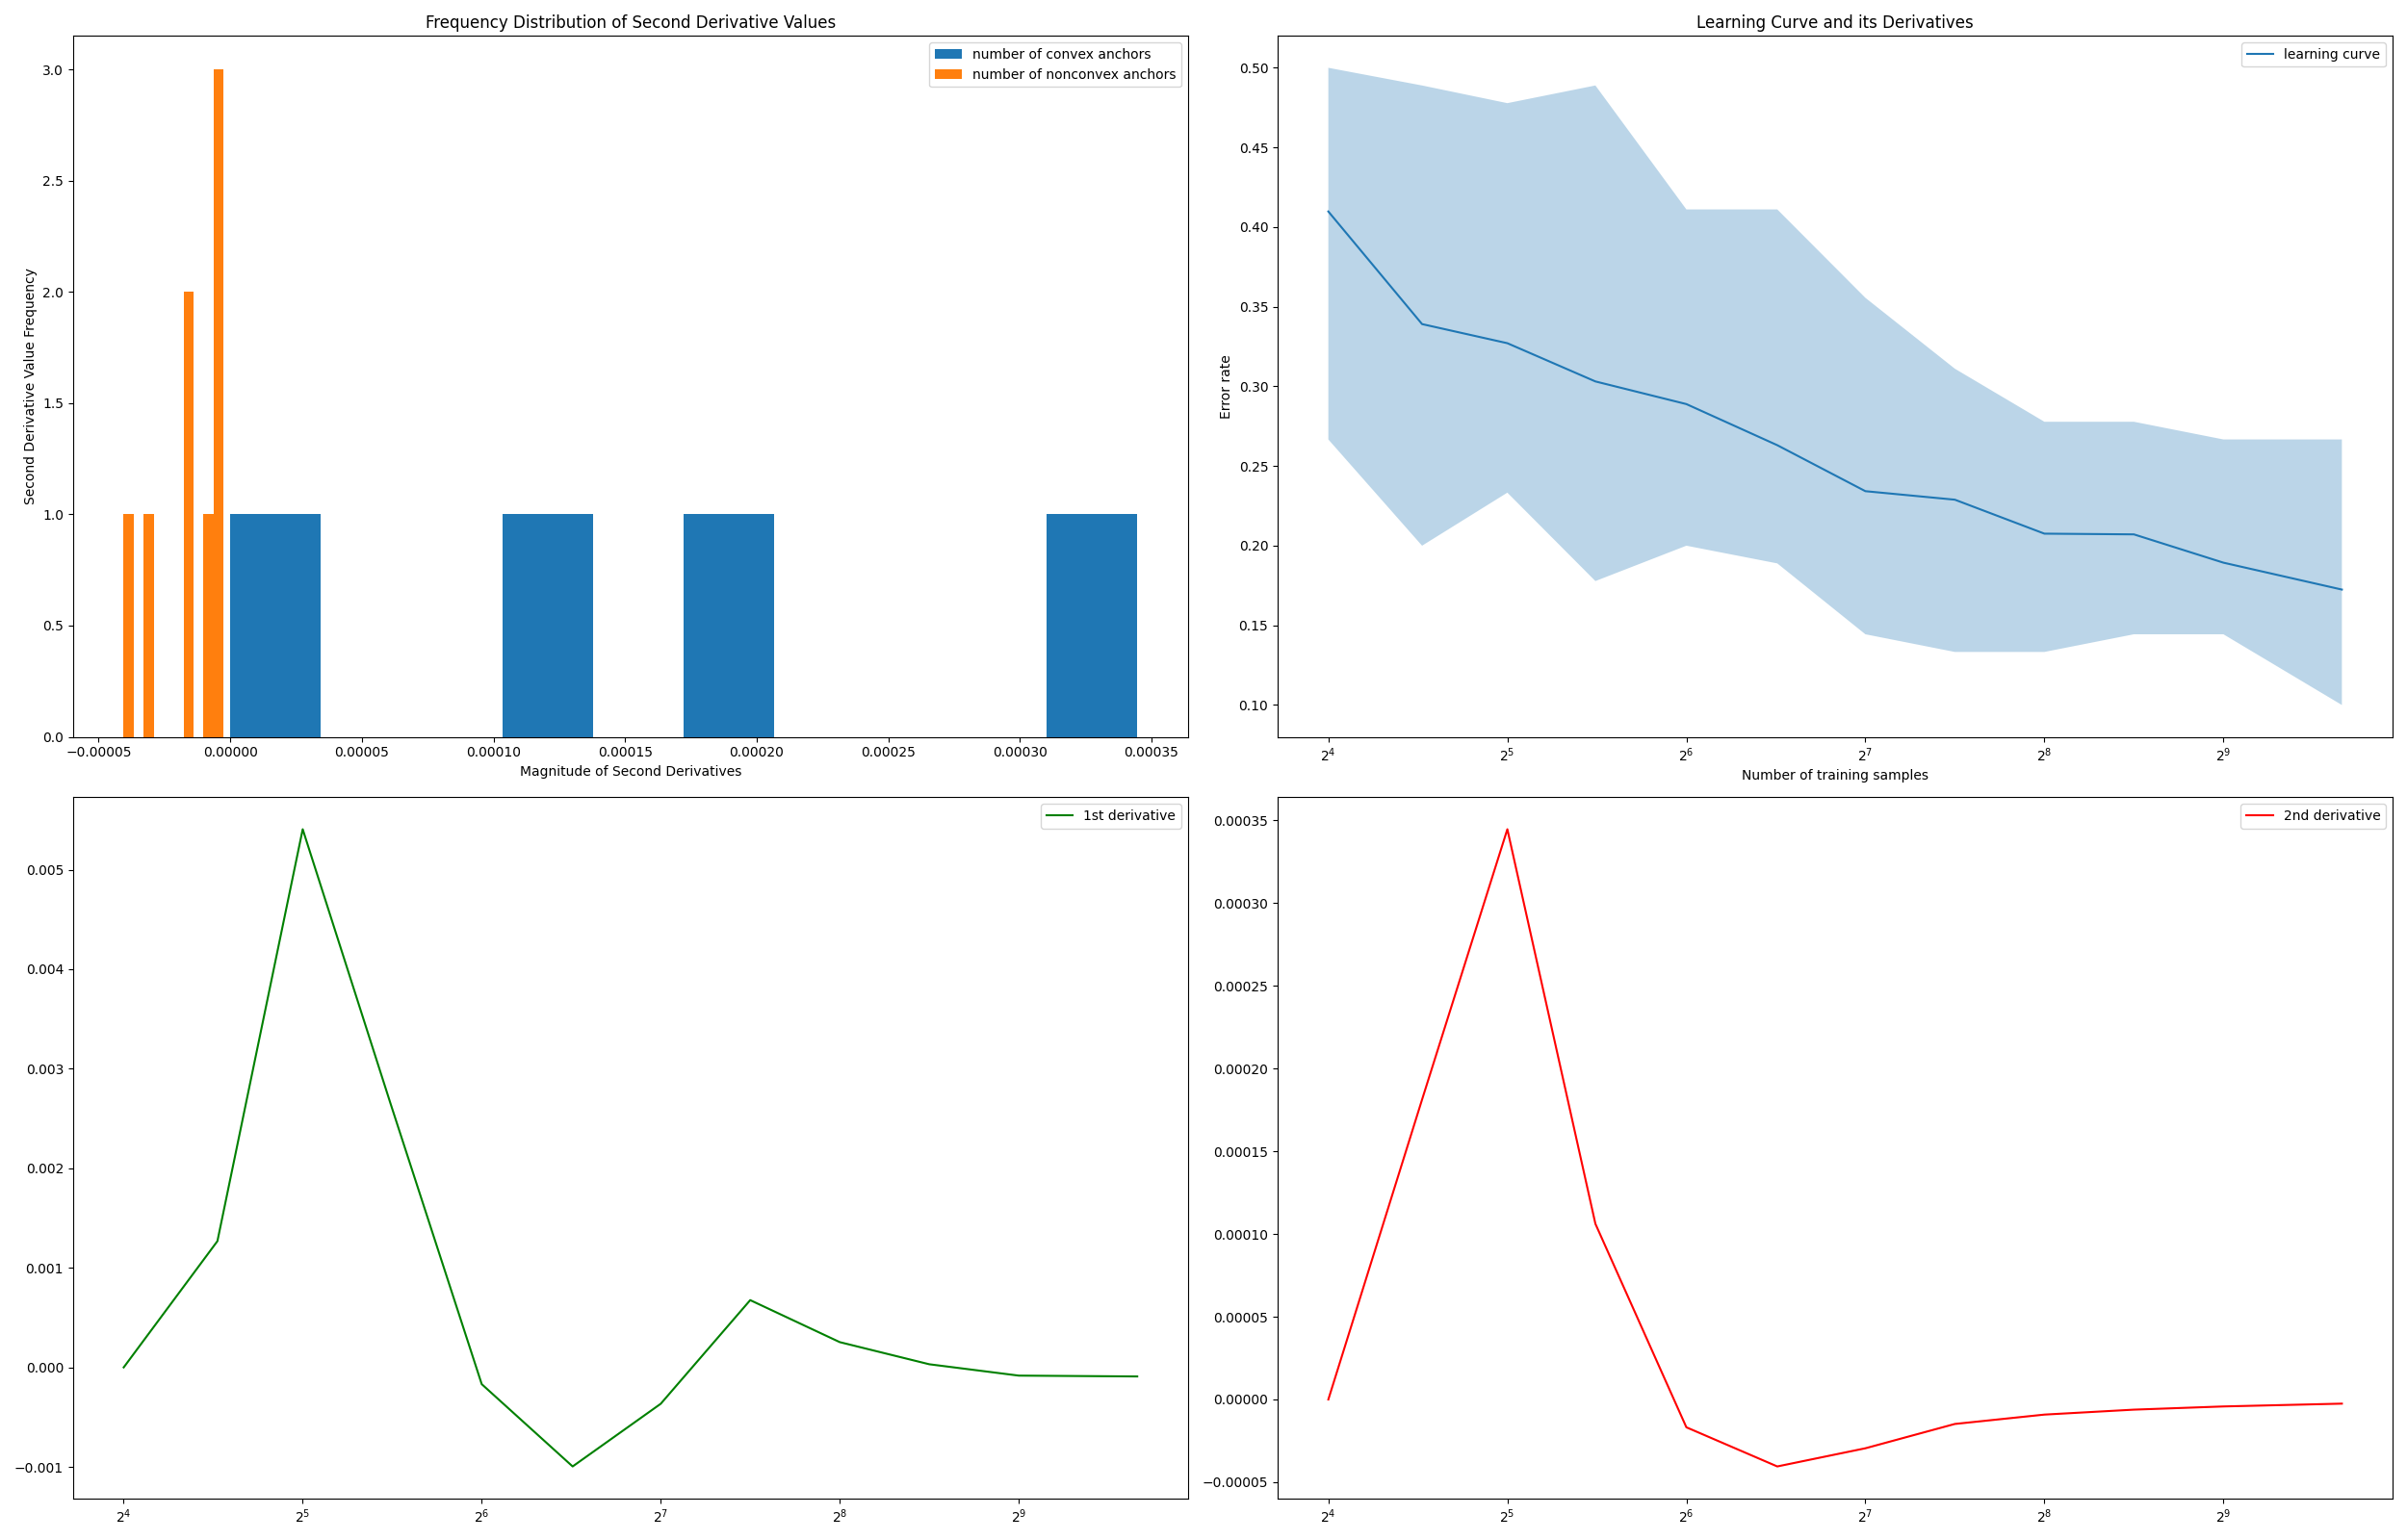 Frequency Distribution of Second Derivative Values
number of convex anchors
number of nonconvex anchors
Second Derivative Value Frequency
3.0
2.5
2.0
1.5
1.0
0.5
0.0
−0.00005 0.00000 0.00005 0.00010 0.00015 0.00020 0.00025 0.00030 0.00035
Magnitude of Second Derivatives
Learning Curve and its Derivatives
learning curve
Error rate
0.50
0.45
0.40
0.35
0.30
0.25
0.20
0.15
0.10
2⁴ 2⁵ 2⁶ 2⁷ 2⁸ 2⁹
Number of training samples
1st derivative
0.005
0.004
0.003
0.002
0.001
0.000
−0.001
2⁴ 2⁵ 2⁶ 2⁷ 2⁸ 2⁹
2nd derivative
0.00035
0.00030
0.00025
0.00020
0.00015
0.00010
0.00005
0.00000
−0.00005
2⁴ 2⁵ 2⁶ 2⁷ 2⁸ 2⁹